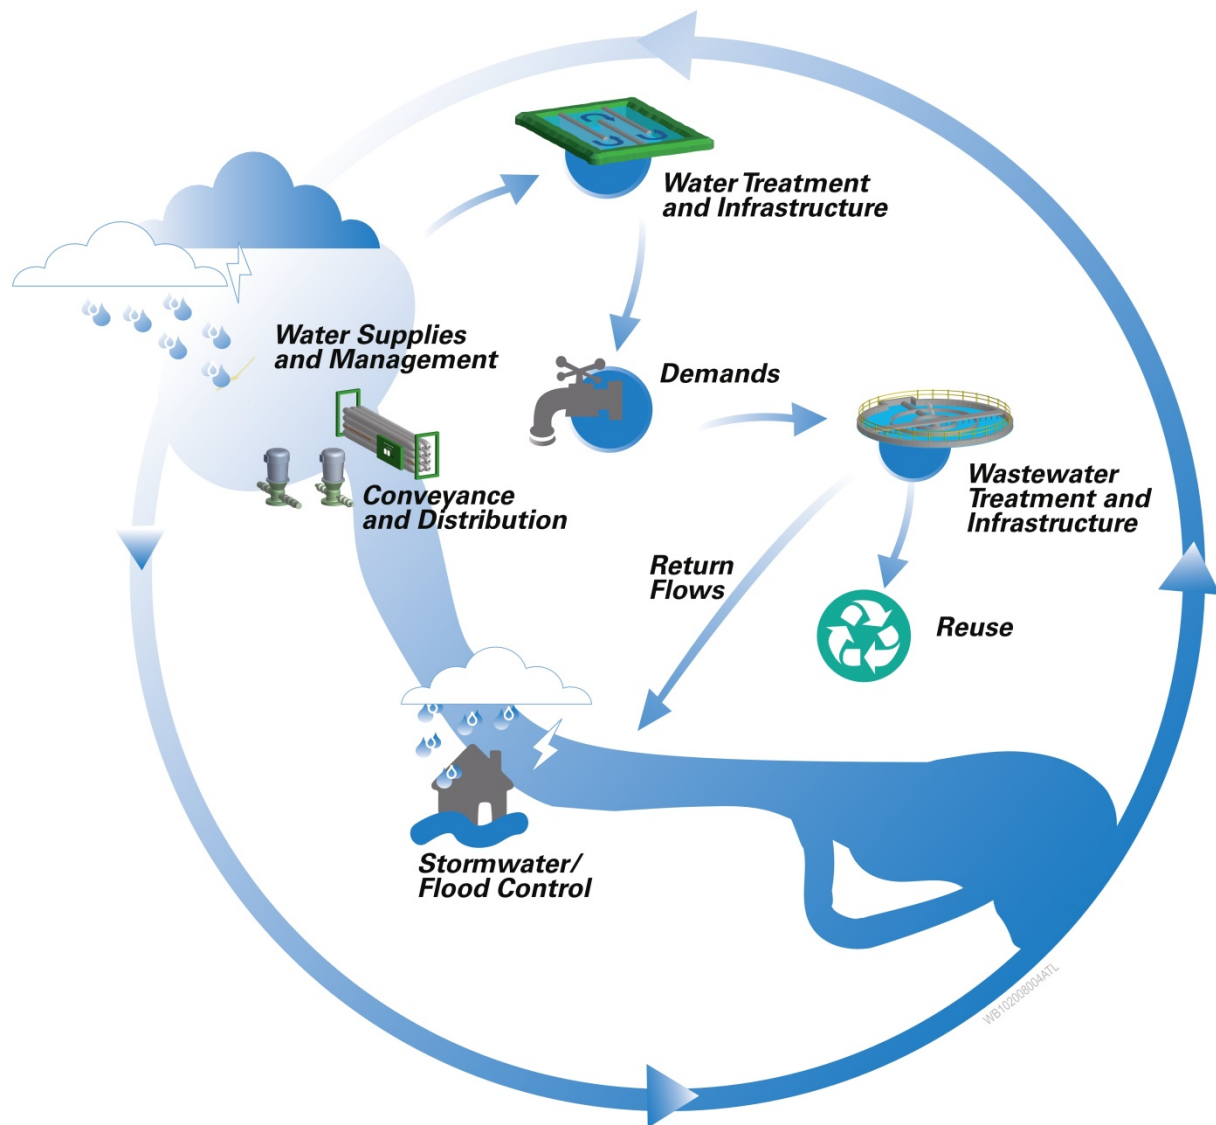 Water Treatment
and Infrastructure
Water Supplies
and Management
Demands
Conveyance
and Distribution
Wastewater
Treatment and
Infrastructure
Return
Flows
Reuse
Stormwater/
Flood Control
WB102008004ATL